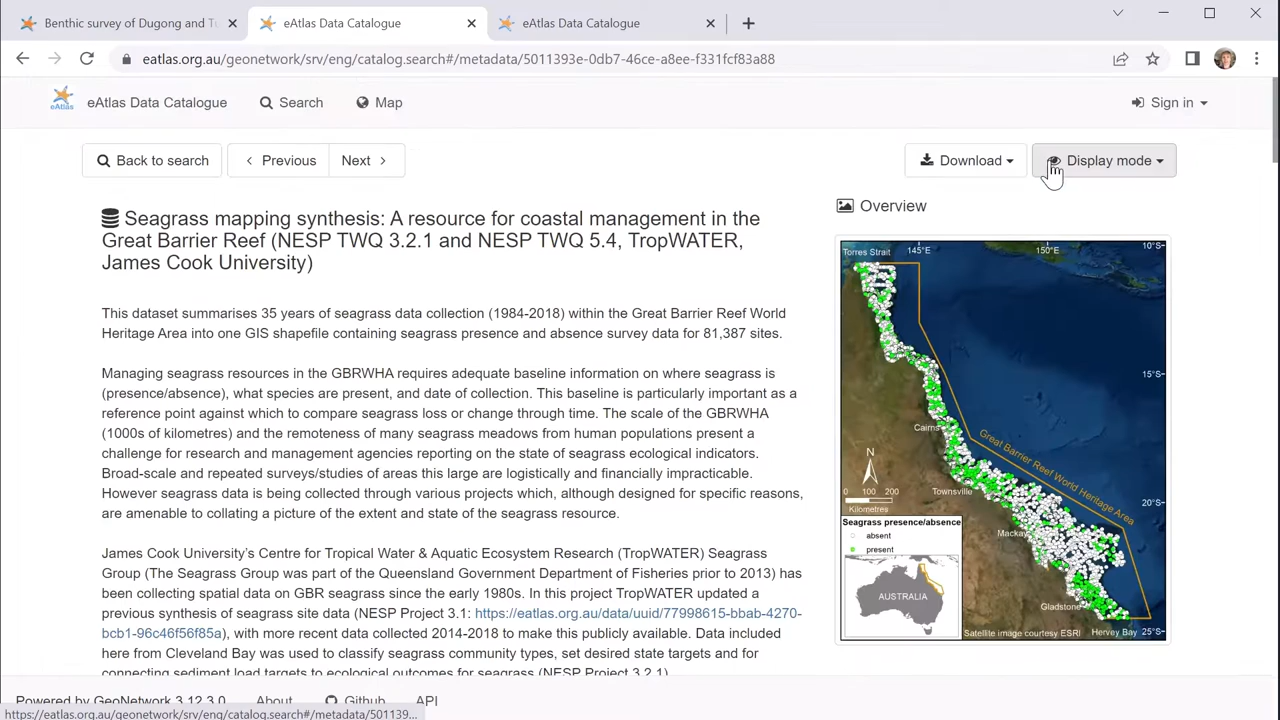 Benthic survey of Dugong and Tu
eAtlas Data Catalogue
eAtlas Data Catalogue
eatlas.org.au/geonetwork/srv/eng/catalog.search#/metadata/5011393e-0db7-46ce-a8ee-f331fcf83a88
eAtlas
eAtlas Data Catalogue
Search
Map
Sign in
Back to search
Previous
Next
Download
Display mode
Seagrass mapping synthesis: A resource for coastal management in the
Great Barrier Reef (NESP TWQ 3.2.1 and NESP TWQ 5.4, TropWATER,
James Cook University)
This dataset summarises 35 years of seagrass data collection (1984-2018) within the Great Barrier Reef World
Heritage Area into one GIS shapefile containing seagrass presence and absence survey data for 81,387 sites.
Managing seagrass resources in the GBRWHA requires adequate baseline information on where seagrass is
(presence/absence), what species are present, and date of collection. This baseline is particularly important as a
reference point against which to compare seagrass loss or change through time. The scale of the GBRWHA
(1000s of kilometres) and the remoteness of many seagrass meadows from human populations present a
challenge for research and management agencies reporting on the state of seagrass ecological indicators.
Broad-scale and repeated surveys/studies of areas this large are logistically and financially impracticable.
However seagrass data is being collected through various projects which, although designed for specific reasons,
are amenable to collating a picture of the extent and state of the seagrass resource.
James Cook University's Centre for Tropical Water & Aquatic Ecosystem Research (TropWATER) Seagrass
Group (The Seagrass Group was part of the Queensland Government Department of Fisheries prior to 2013) has
been collecting spatial data on GBR seagrass since the early 1980s. In this project TropWATER updated a
previous synthesis of seagrass site data (NESP Project 3.1: https://eatlas.org.au/data/uuid/77998615-bbab-4270-
bcb1-96c46f56f85a), with more recent data collected 2014-2018 to make this publicly available. Data included
here from Cleveland Bay was used to classify seagrass community types, set desired state targets and for
connecting sediment load targets to ecological outcomes for seagrass (NESP Project 3.2.1)
Overview
Torres Strait
145°E
150°E
10°S
15°S
Cairns
Great Barrier Reef World Heritage Area
N
0 100 200
Kilometres
Townsville
20°S
Seagrass presence/absence
absent
present
Mackay
AUSTRALIA
Gladstone
Hervey Bay
25°S
Satellite image courtesy ESRI
Powered by GeoNetwork 3.12.3.0
About
Github
API
https://eatlas.org.au/geonetwork/srv/eng/catalog.search#/metadata/501139...